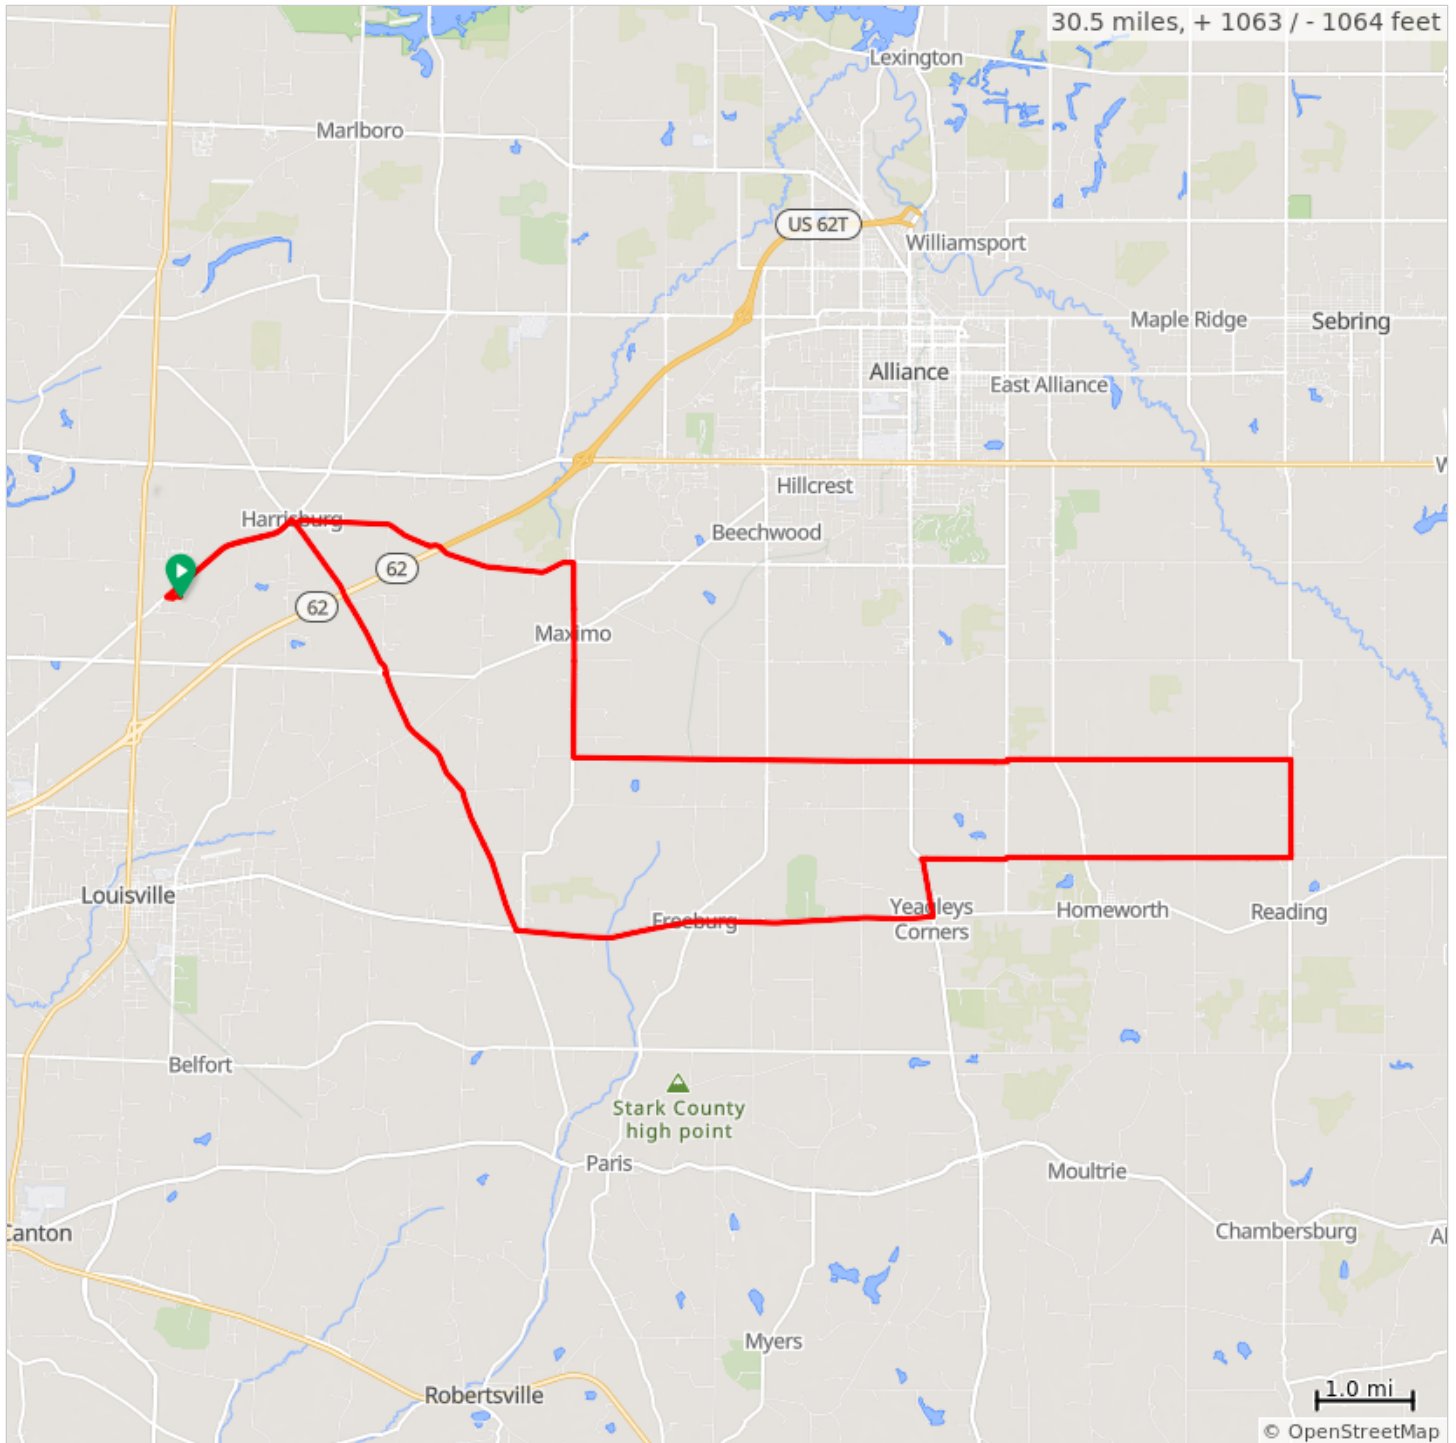 30.5 miles, + 1063 / - 1064 feet
Lexington
Marlboro
US 62T
Williamsport
Maple Ridge
Sebring
Alliance
East Alliance
W
Hillcrest
Harrisburg
Beechwood
62
62
Maximo
Louisville
Freeburg
Yeagleys
Corners
Homeworth
Reading
Belfort
Stark County
high point
Paris
Moultrie
Canton
Chambersburg
Al
Myers
Robertsville
1.0 mi
© OpenStreetMap